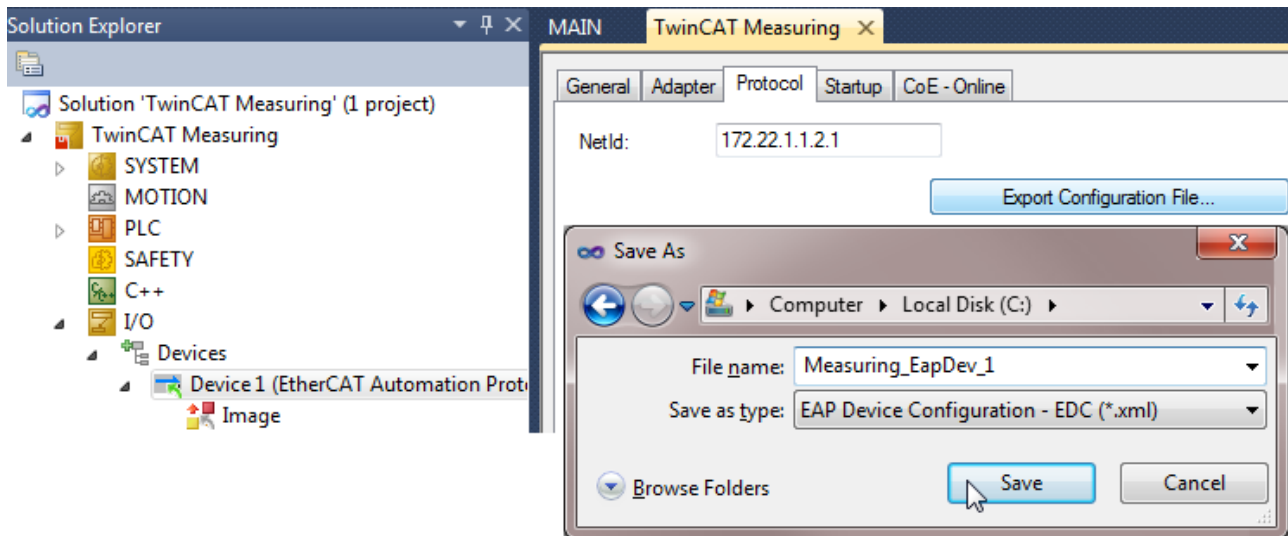 Solution Explorer
Solution 'TwinCAT Measuring' (1 project)
TwinCAT Measuring
SYSTEM
MOTION
PLC
SAFETY
C++
I/O
Devices
Device 1 (EtherCAT Automation Proto
Image
MAIN
TwinCAT Measuring
General Adapter Protocol Startup CoE - Online
NetId: 172.22.1.1.2.1
Export Configuration File...
Save As
Computer Local Disk (C:)
File name: Measuring_EapDev_1
Save as type: EAP Device Configuration - EDC (*.xml)
Browse Folders Save Cancel